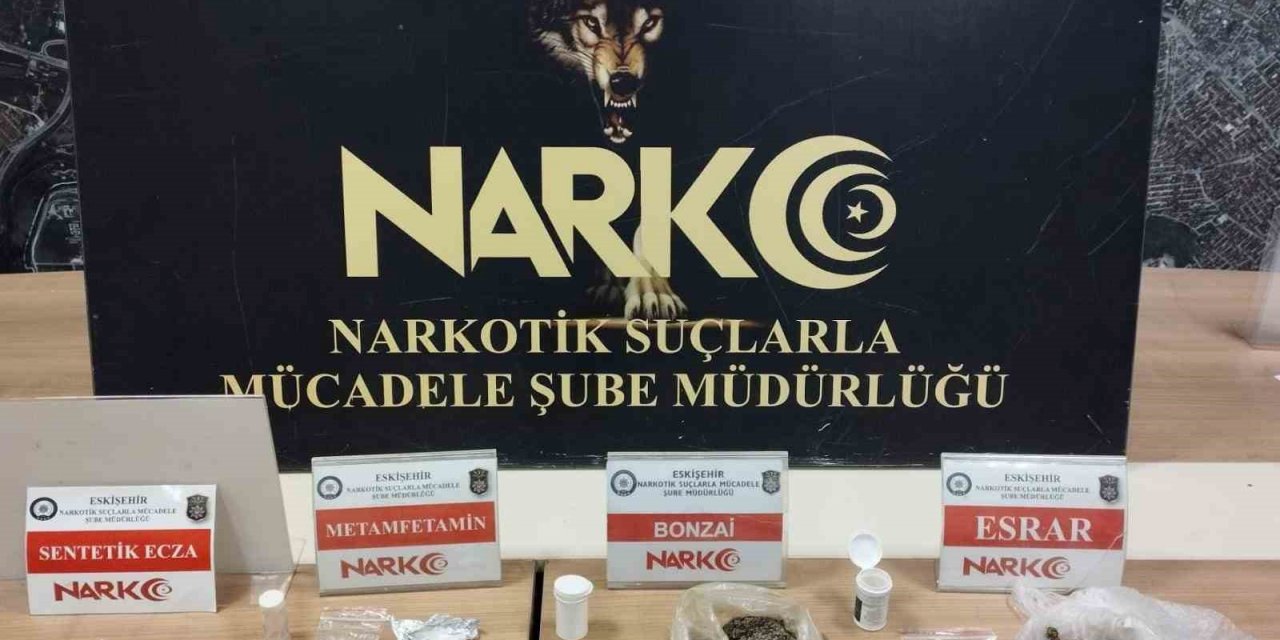 NARKO
NARKOTİK SUÇLARLA
MÜCADELE ŞUBE MÜDÜRLÜĞÜ
ESKİŞEHİR
NARKOTİK SUÇLARLA MÜCADELE
ŞUBE MÜDÜRLÜĞÜ
SENTETİK ECZA
NARKO
ESKİŞEHİR
NARKOTİK SUÇLARLA MÜCADELE
ŞUBE MÜDÜRLÜĞÜ
METAMFETAMİN
NARKO
ESKİŞEHİR
NARKOTİK SUÇLARLA MÜCADELE
ŞUBE MÜDÜRLÜĞÜ
BONZAİ
NARKO
ESKİŞEHİR
NARKOTİK SUÇLARLA MÜCADELE
ŞUBE MÜDÜRLÜĞÜ
ESRAR
NARKO